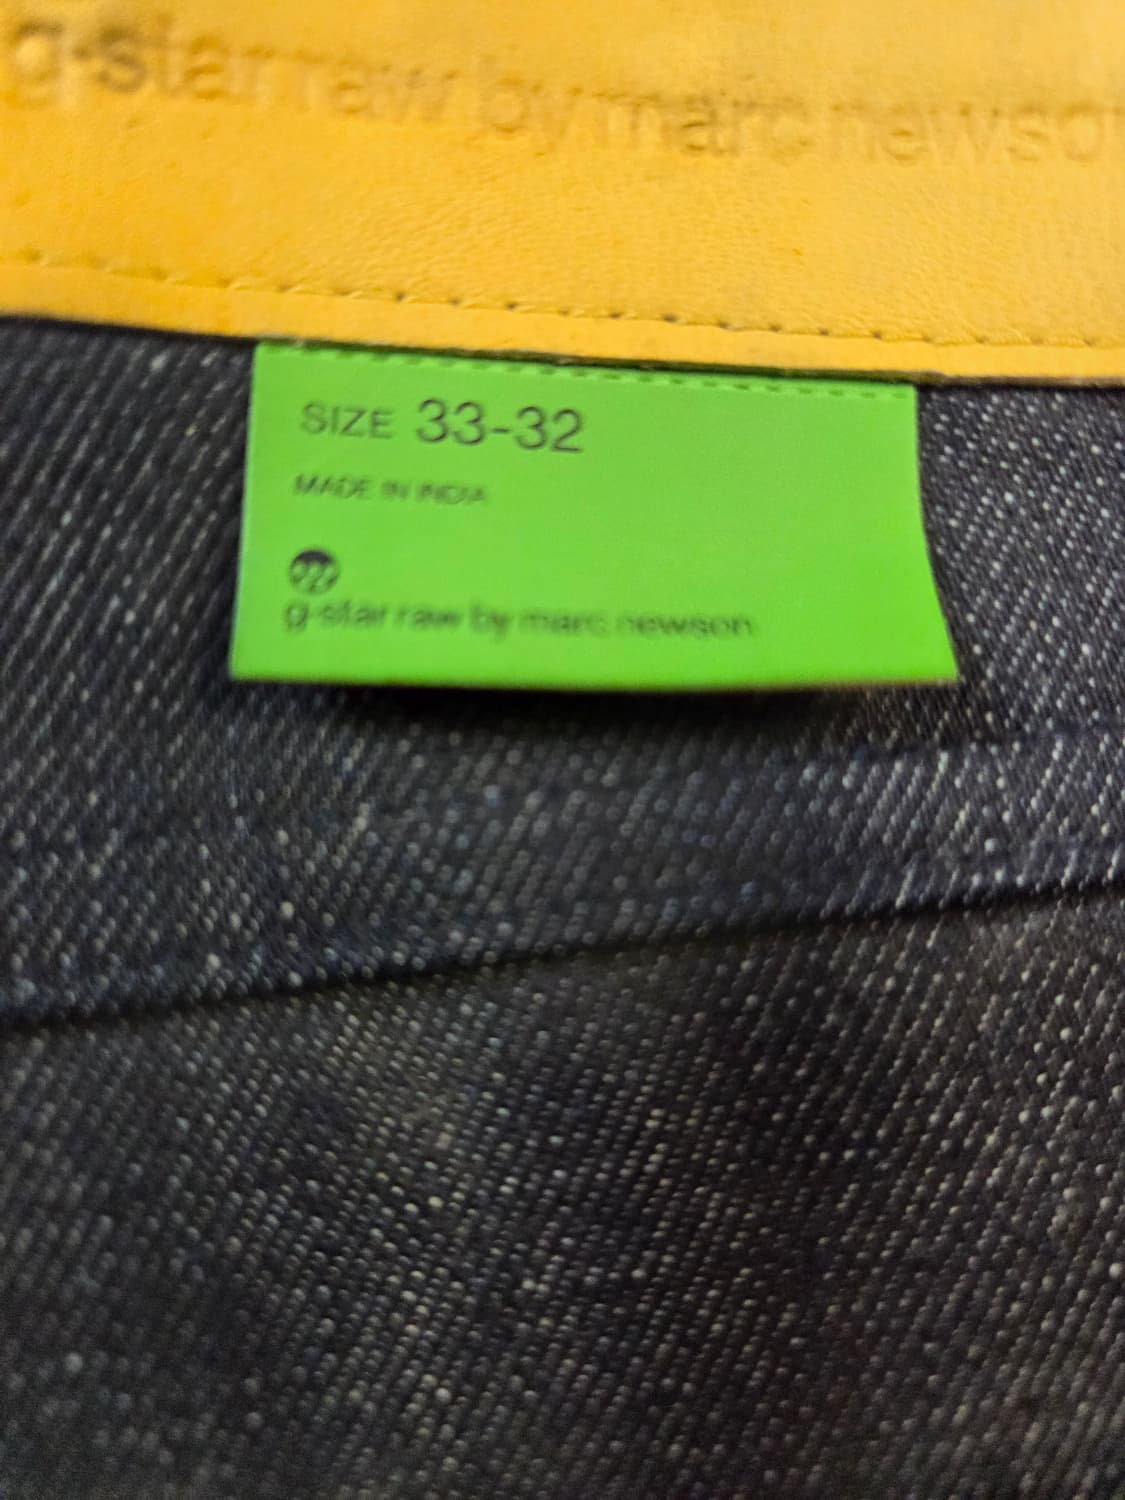 g-star raw by marc newson
SIZE 33-32
MADE IN INDIA
g-star raw by marc newson